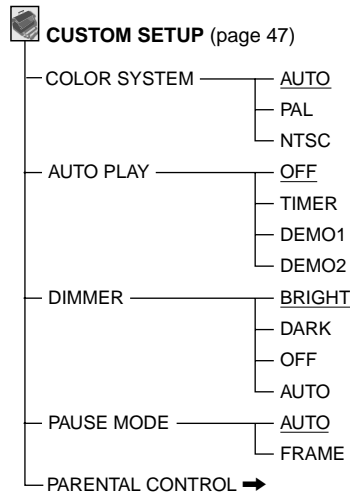 CUSTOM SETUP (page 47)
COLOR SYSTEM AUTO
PAL
NTSC
AUTO PLAY OFF
TIMER
DEMO1
DEMO2
DIMMER BRIGHT
DARK
OFF
AUTO
PAUSE MODE AUTO
FRAME
PARENTAL CONTROL ➡